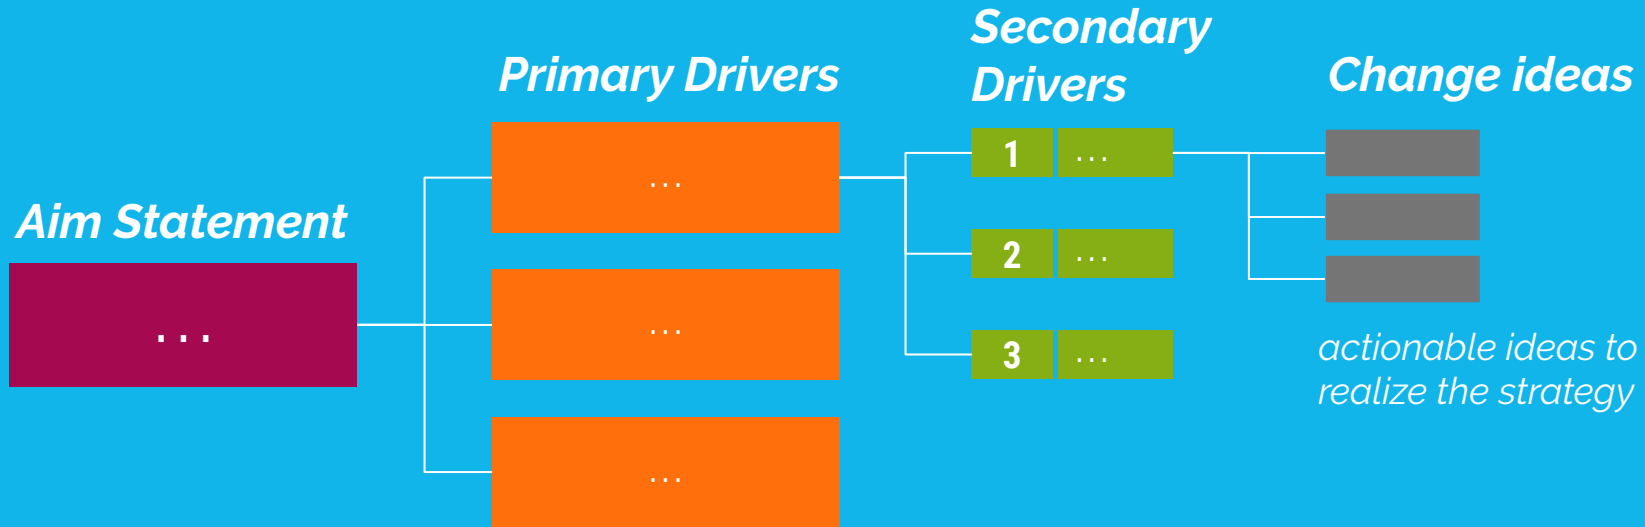 Aim Statement
...
Primary Drivers
...
...
...
Secondary
Drivers
1 ...
2 ...
3 ...
Change ideas
actionable ideas to
realize the strategy